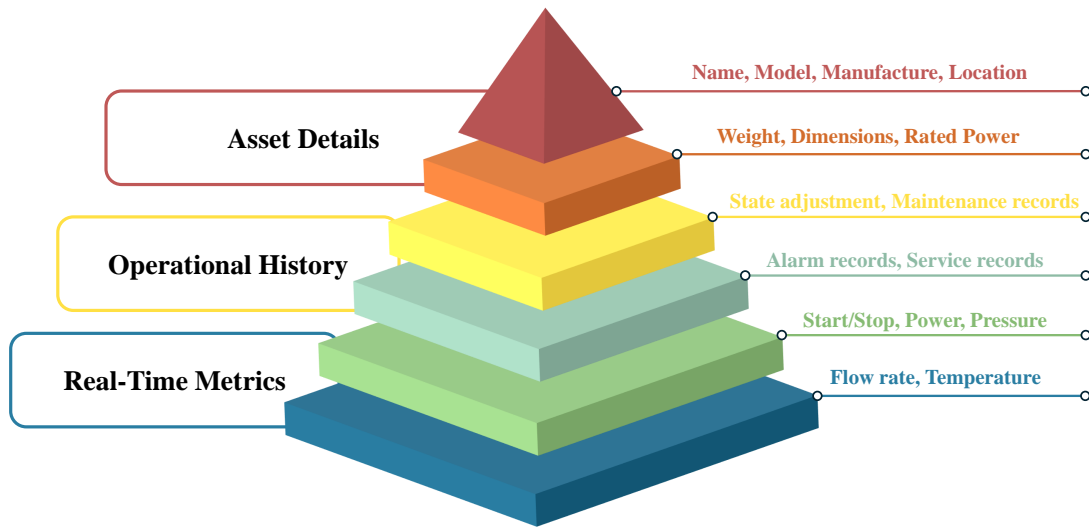 Name, Model, Manufacture, Location
Asset Details
Weight, Dimensions, Rated Power
State adjustment, Maintenance records
Operational History
Alarm records, Service records
Start/Stop, Power, Pressure
Real-Time Metrics
Flow rate, Temperature